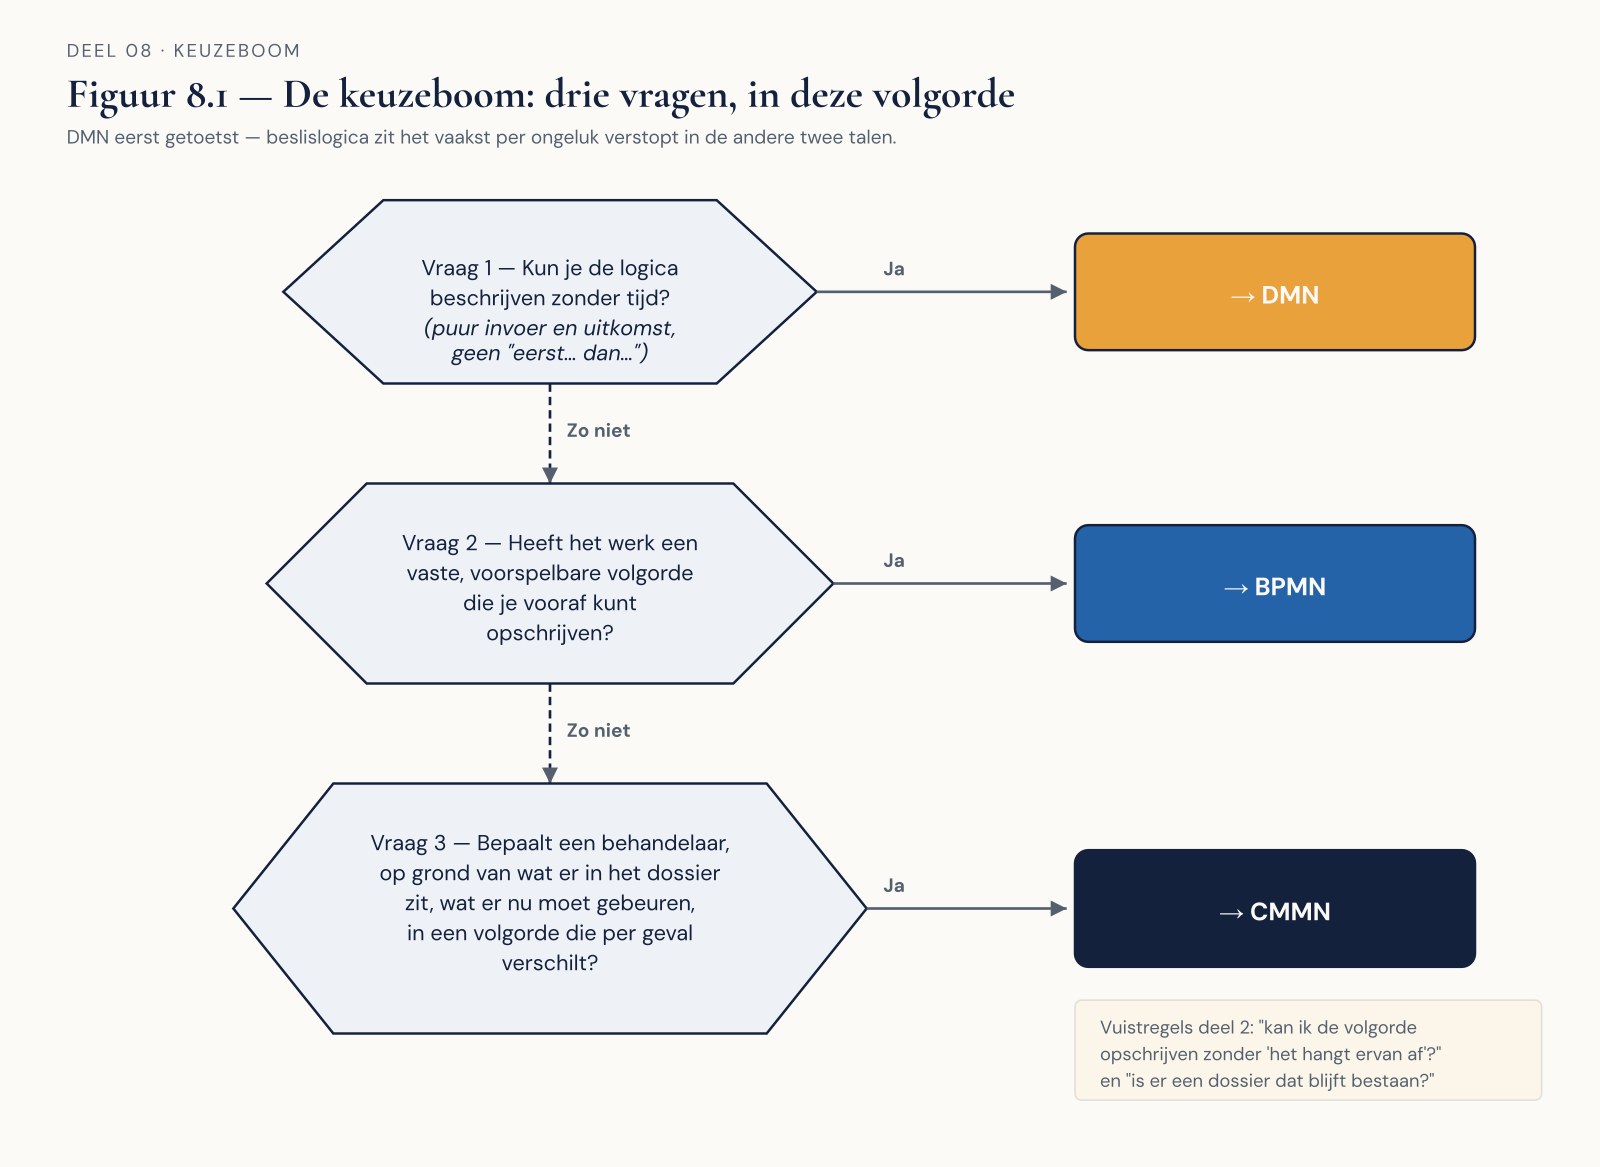 DEEL 08 · KEUZEBOOM
Figuur 8.1 — De keuzeboom: drie vragen, in deze volgorde
DMN eerst getoetst — beslislogica zit het vaakst per ongeluk verstopt in de andere twee talen.
Vraag 1 — Kun je de logica
beschrijven zonder tijd?
(puur invoer en uitkomst,
geen "eerst... dan...")
Ja
→ DMN
Zo niet
Vraag 2 — Heeft het werk een
vaste, voorspelbare volgorde
die je vooraf kunt
opschrijven?
Ja
→ BPMN
Zo niet
Vraag 3 — Bepaalt een behandelaar,
op grond van wat er in het dossier
zit, wat er nu moet gebeuren,
in een volgorde die per geval
verschilt?
Ja
→ CMMN
Vuistregels deel 2: "kan ik de volgorde
opschrijven zonder 'het hangt ervan af'?"
en "is er een dossier dat blijft bestaan?"